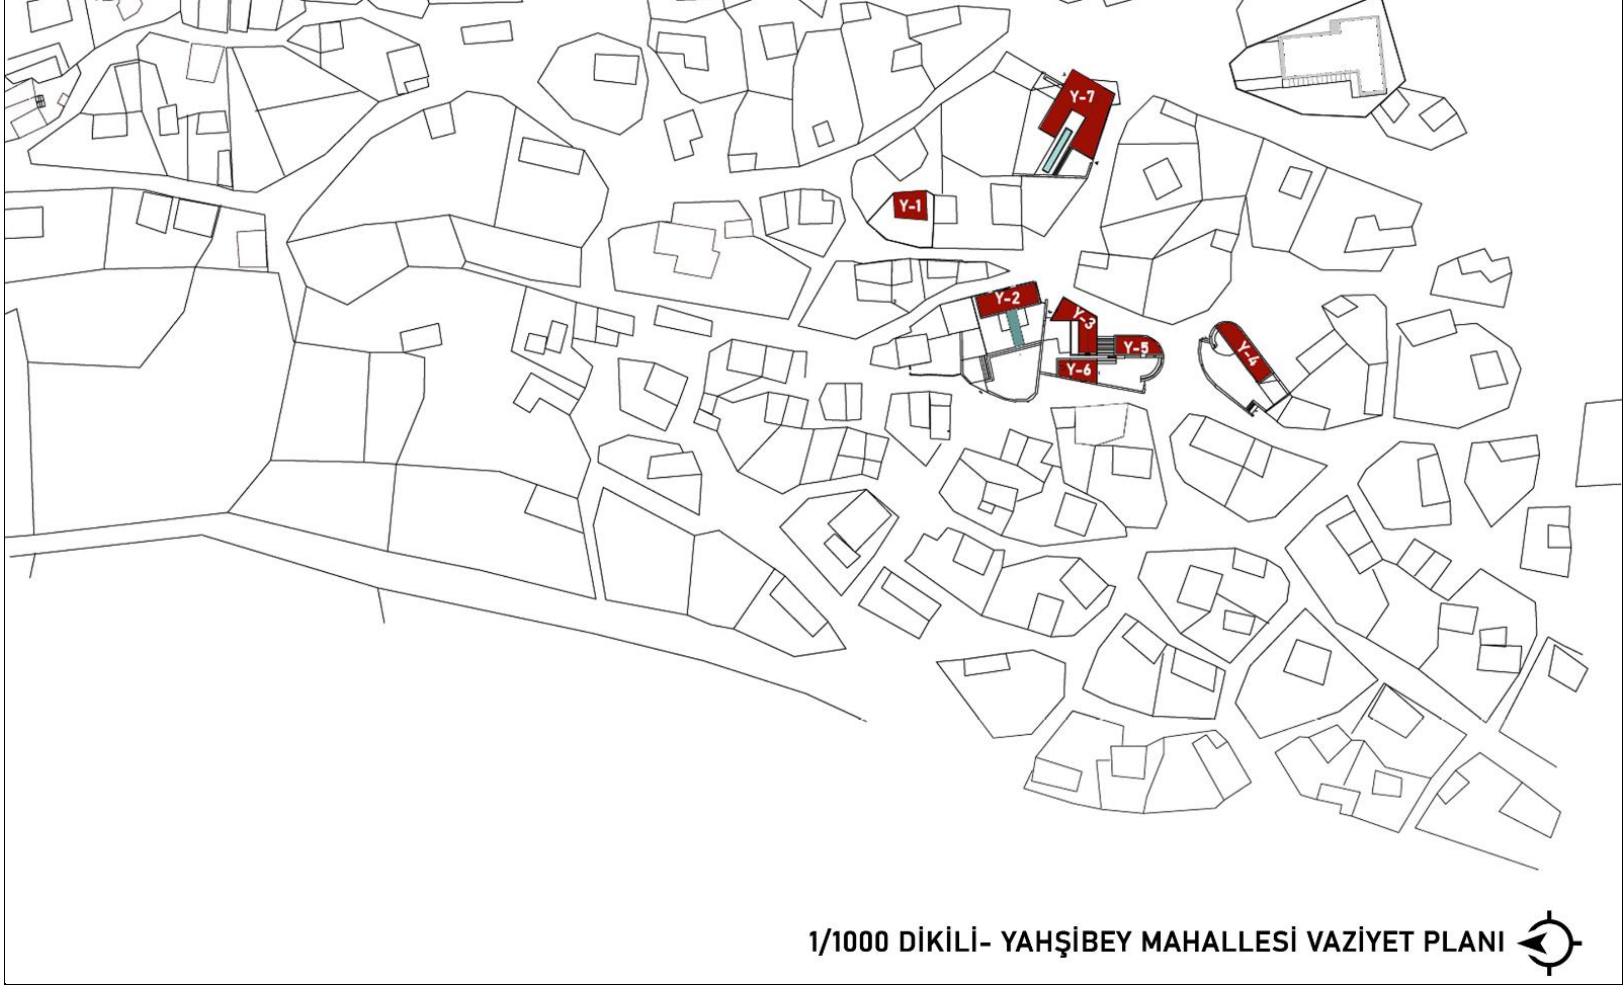 Y-7
Y-1
Y-2
Y-3
Y-5
Y-4
Y-6
1/1000 DİKİLİ- YAHŞİBEY MAHALLESİ VAZİYET PLANI